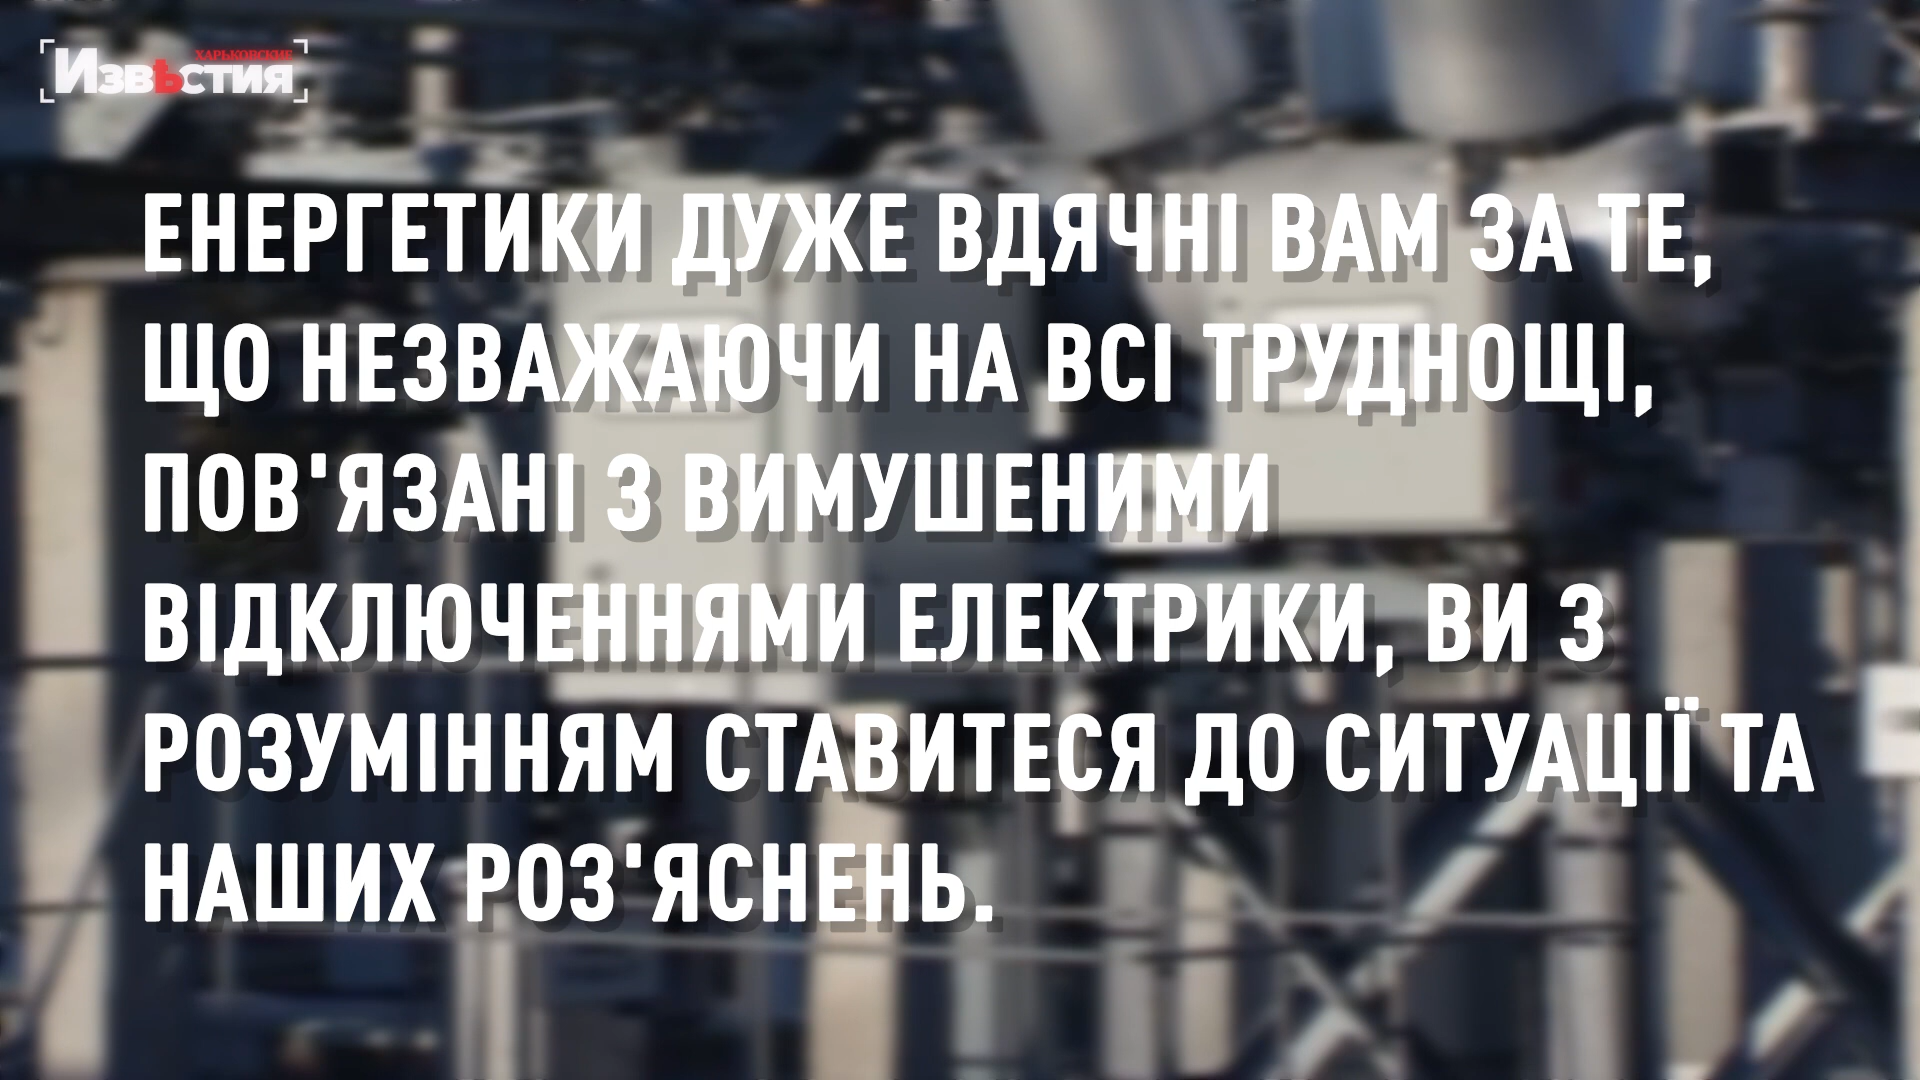 ХАРЬКОВСКИЕ
ИЗВѢСТИЯ
ЕНЕРГЕТИКИ ДУЖЕ ВДЯЧНІ ВАМ ЗА ТЕ,
ЩО НЕЗВАЖАЮЧИ НА ВСІ ТРУДНОЩІ,
ПОВ'ЯЗАНІ З ВИМУШЕНИМИ
ВІДКЛЮЧЕННЯМИ ЕЛЕКТРИКИ, ВИ З
РОЗУМІННЯМ СТАВИТЕСЯ ДО СИТУАЦІЇ ТА
НАШИХ РОЗ'ЯСНЕНЬ.